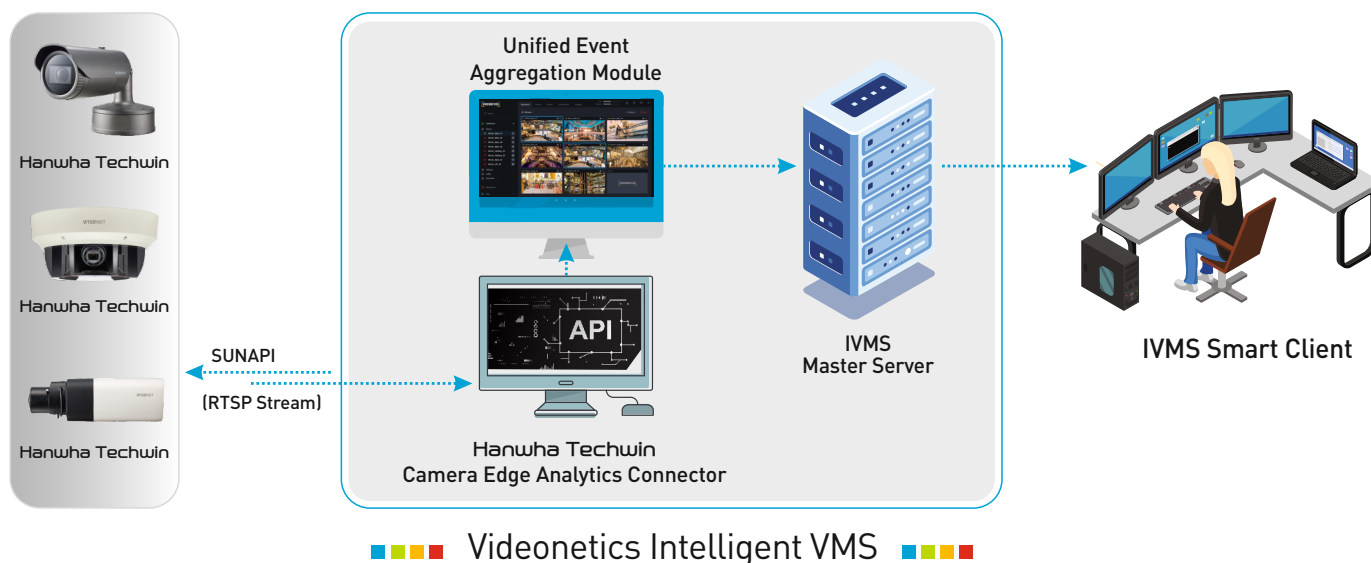 Hanwha Techwin
Hanwha Techwin
Hanwha Techwin
SUNAPI
(RTSP Stream)
Unified Event
Aggregation Module
API
Hanwha Techwin
Camera Edge Analytics Connector
IVMS
Master Server
IVMS Smart Client
Videonetics Intelligent VMS